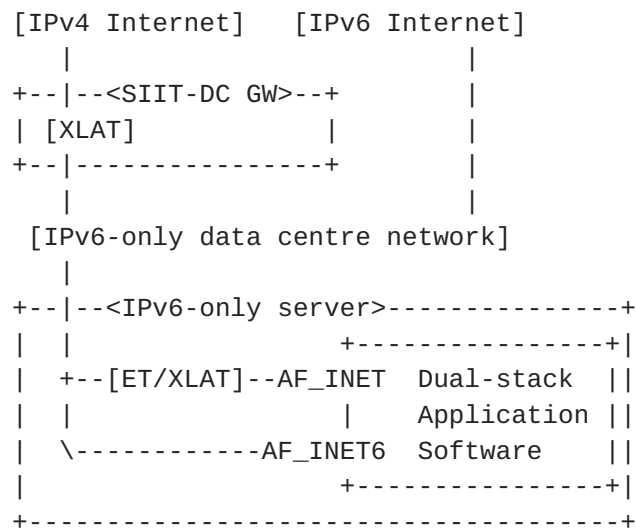 [IPv4 Internet]   [IPv6 Internet]
   |                       |
+--|--<SIIT-DC GW>--+      |
| [XLAT]            |      |
+--|----------------+      |
   |                       |
 [IPv6-only data centre network]
   |
+--|--<IPv6-only server>---------------+
|  |                +----------------+|
|  +--[ET/XLAT]--AF_INET  Dual-stack  ||
|  |                |    Application ||
|  \------------AF_INET6  Software    ||
|                   +----------------+|
+--------------------------------------+